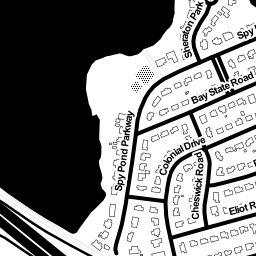 Sheraton Park
Spy
Bay State Road
Spy Pond Parkway
Colonial Drive
Cheswick Road
Eliot R